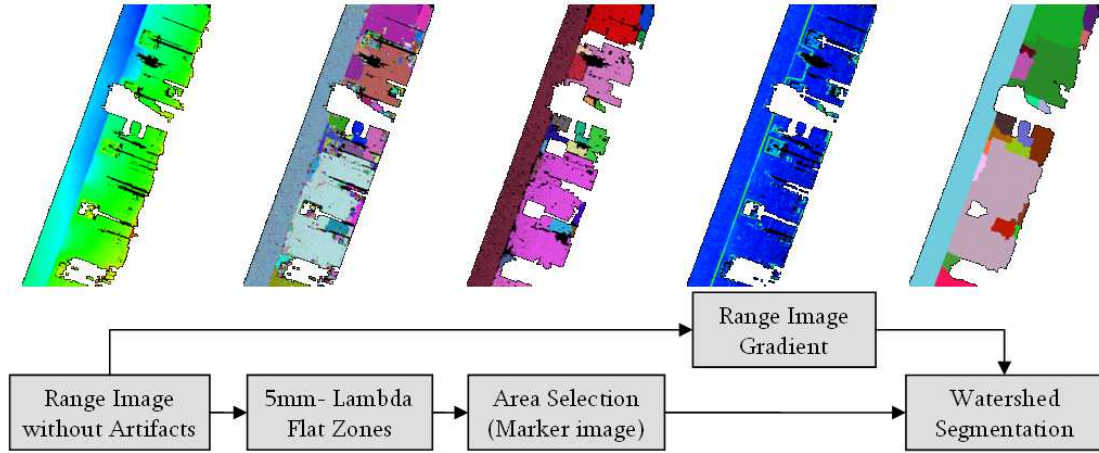 Range Image
Gradient
Range Image
without Artifacts
5mm- Lambda
Flat Zones
Area Selection
(Marker image)
Watershed
Segmentation